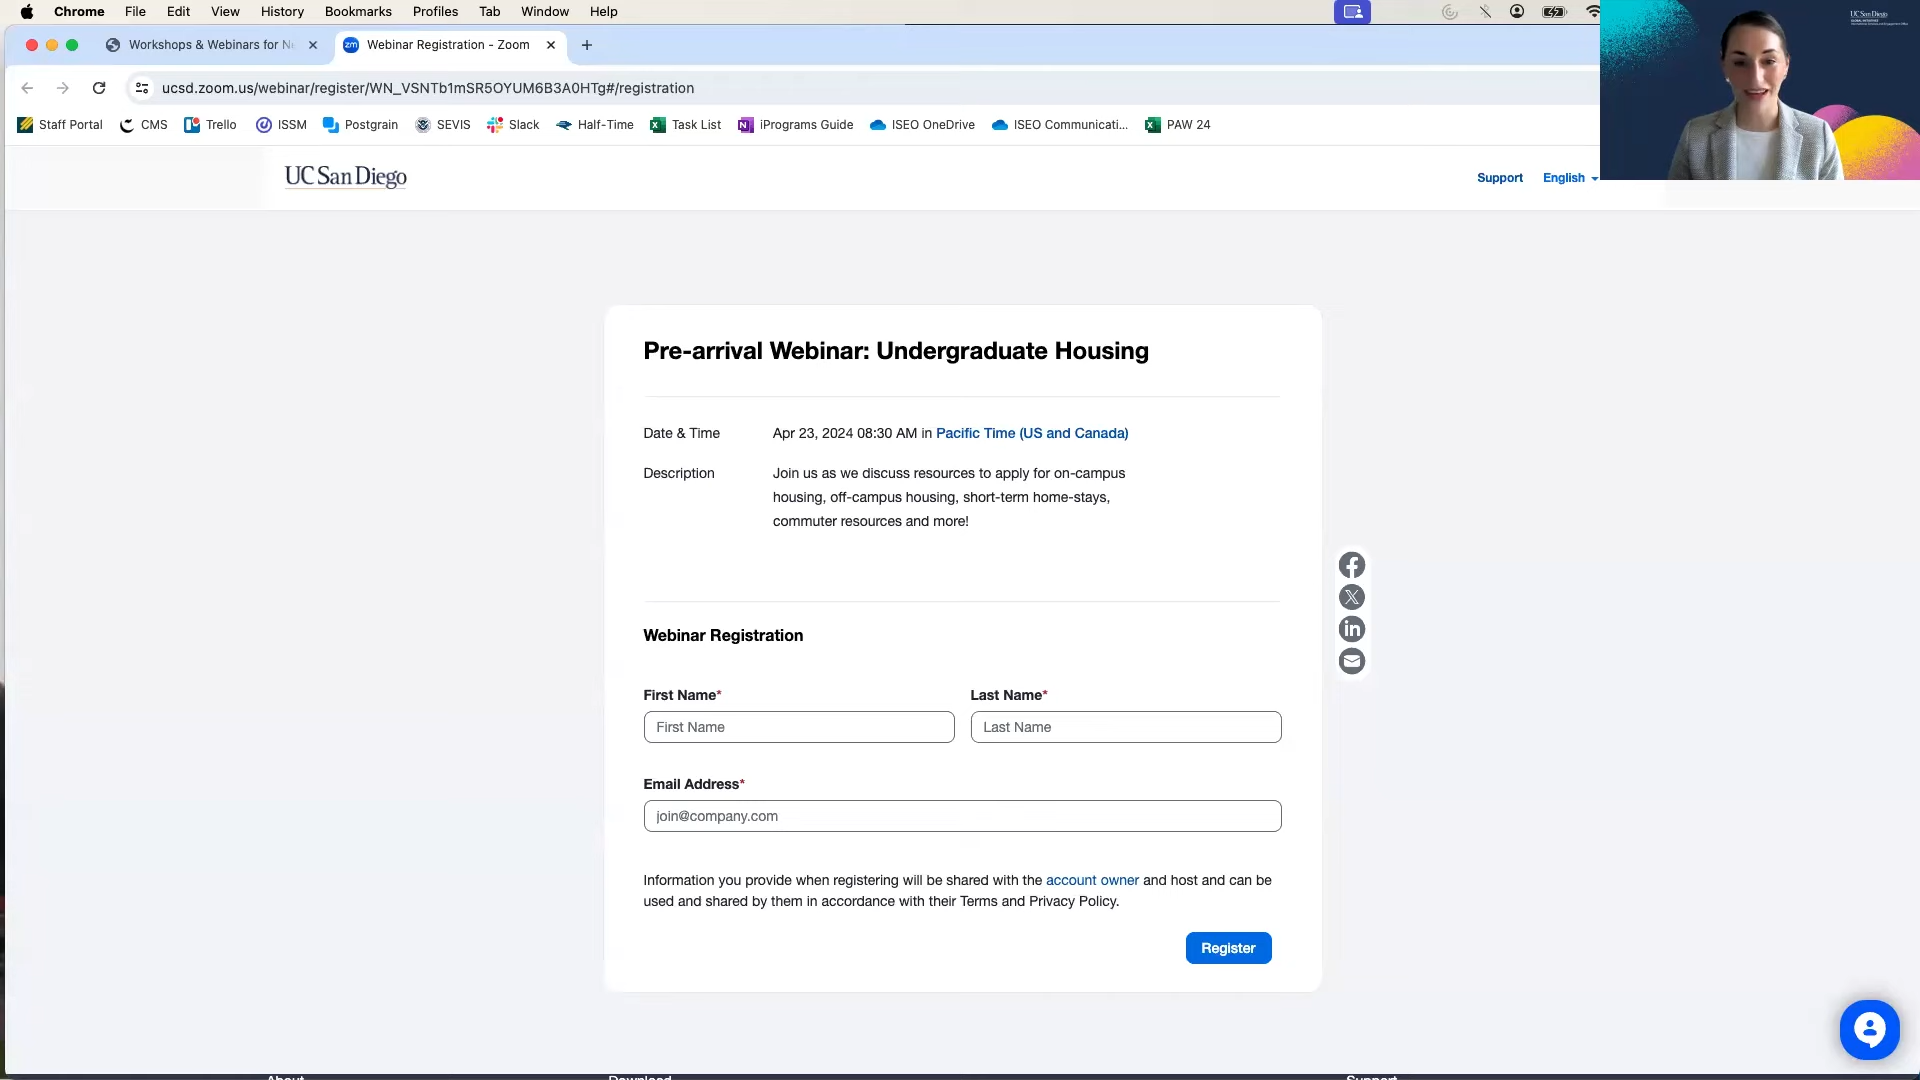 Chrome File Edit View History Bookmarks Profiles Tab Window Help
Workshops & Webinars for N
zm Webinar Registration - Zoom
ucsd.zoom.us/webinar/register/WN_VSNTb1mSR5OYUM6B3A0HTg#/registration
Staff Portal CMS Trello ISSM Postgrain SEVIS Slack Half-Time Task List iPrograms Guide ISEO OneDrive ISEO Communicati... PAW 24
UC San Diego
UC San Diego
Support English
Pre-arrival Webinar: Undergraduate Housing
Date & Time Apr 23, 2024 08:30 AM in Pacific Time (US and Canada)
Description Join us as we discuss resources to apply for on-campus
housing, off-campus housing, short-term home-stays,
commuter resources and more!
Webinar Registration
First Name* Last Name*
First Name Last Name
Email Address*
join@company.com
Information you provide when registering will be shared with the account owner and host and can be
used and shared by them in accordance with their Terms and Privacy Policy.
Register
About Download Support